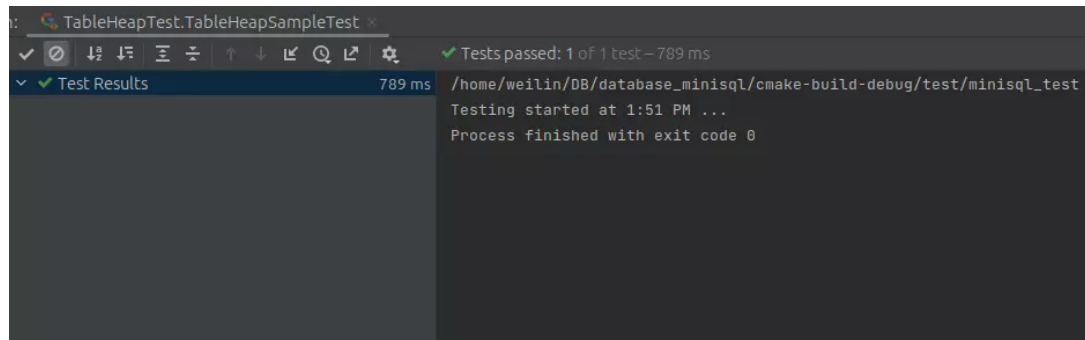 TableHeapTest.TableHeapSampleTest
Tests passed: 1 of 1 test – 789 ms
Test Results 789 ms
/home/weilin/DB/database_minisql/cmake-build-debug/test/minisql_test
Testing started at 1:51 PM ...
Process finished with exit code 0